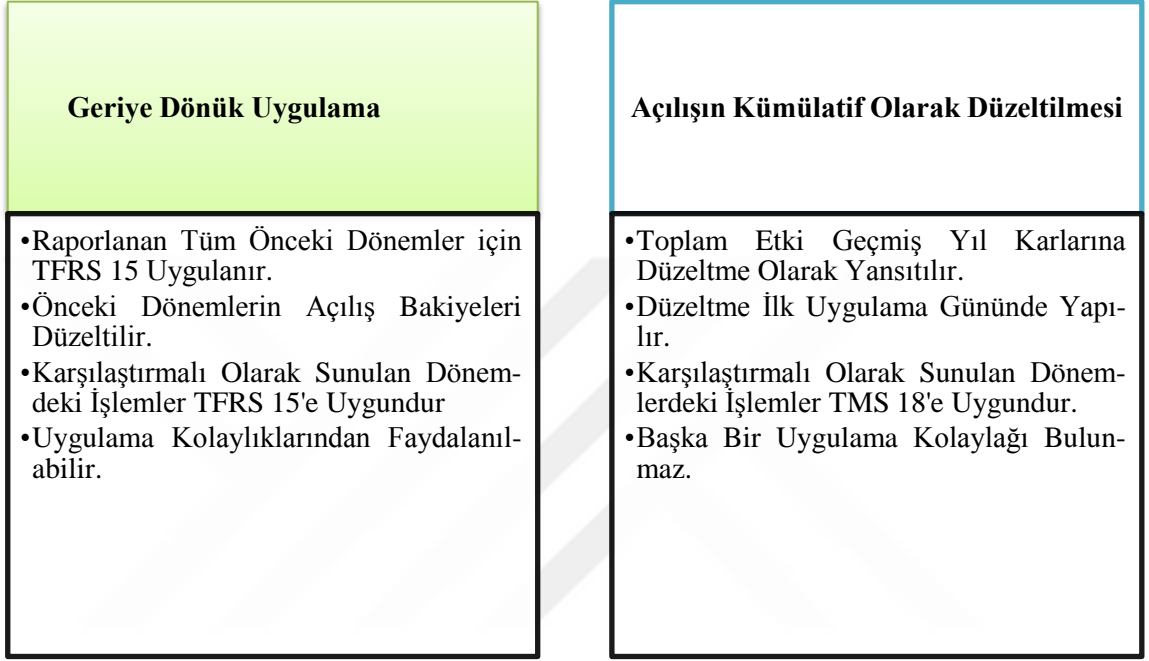 Geriye Dönük Uygulama
•Raporlanan Tüm Önceki Dönemler için
TFRS 15 Uygulanır.
•Önceki Dönemlerin Açılış Bakiyeleri
Düzeltilir.
•Karşılaştırmalı Olarak Sunulan Dönem-
deki İşlemler TFRS 15'e Uygundur
•Uygulama Kolaylıklarından Faydalanıl-
abilir.
Açılışın Kümülatif Olarak Düzeltilmesi
•Toplam Etki Geçmiş Yıl Karlarına
Düzeltme Olarak Yansıtılır.
•Düzeltme İlk Uygulama Gününde Yapı-
lır.
•Karşılaştırmalı Olarak Sunulan Dönem-
lerdeki İşlemler TMS 18'e Uygundur.
•Başka Bir Uygulama Kolaylağı Bulun-
maz.